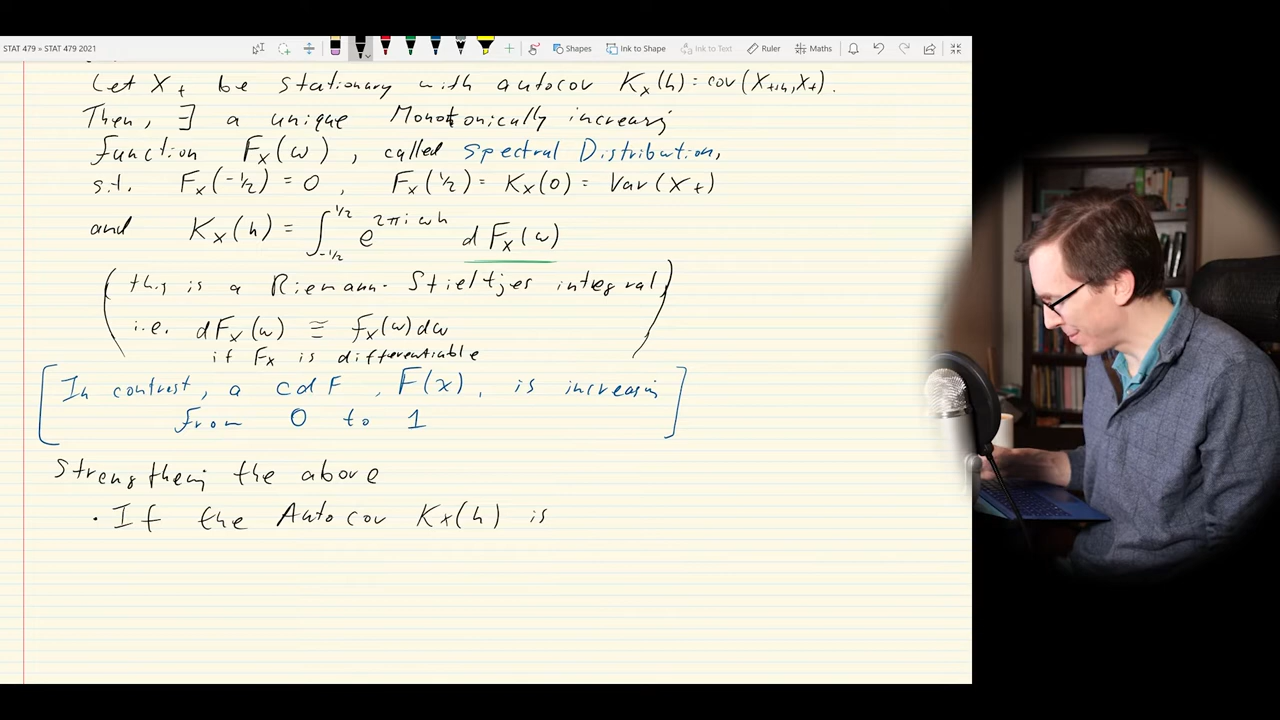 STAT 479 » STAT 479 2021
Shapes Ink to Shape Ink to Text Ruler Maths
Let X_t be stationary with autocov K_X(h) = cov(X_{t+h}, X_t).
Then, ∃ a unique Monotonically increasing
function F_X(ω), called Spectral Distribution,
s.t. F_X(-1/2) = 0, F_X(1/2) = K_X(0) = Var(X_t)
and K_X(h) = ∫_{-1/2}^{1/2} e^{2πiωh} dF_X(ω)
(this is a Riemann-Stieltjes integral,
i.e. dF_X(ω) ≡ f_X(ω)dω
if F_X is differentiable)
[In contrast, a cdF, F(x), is increasin
from 0 to 1]
Strengthening the above
· If the Autocov K_X(h) is